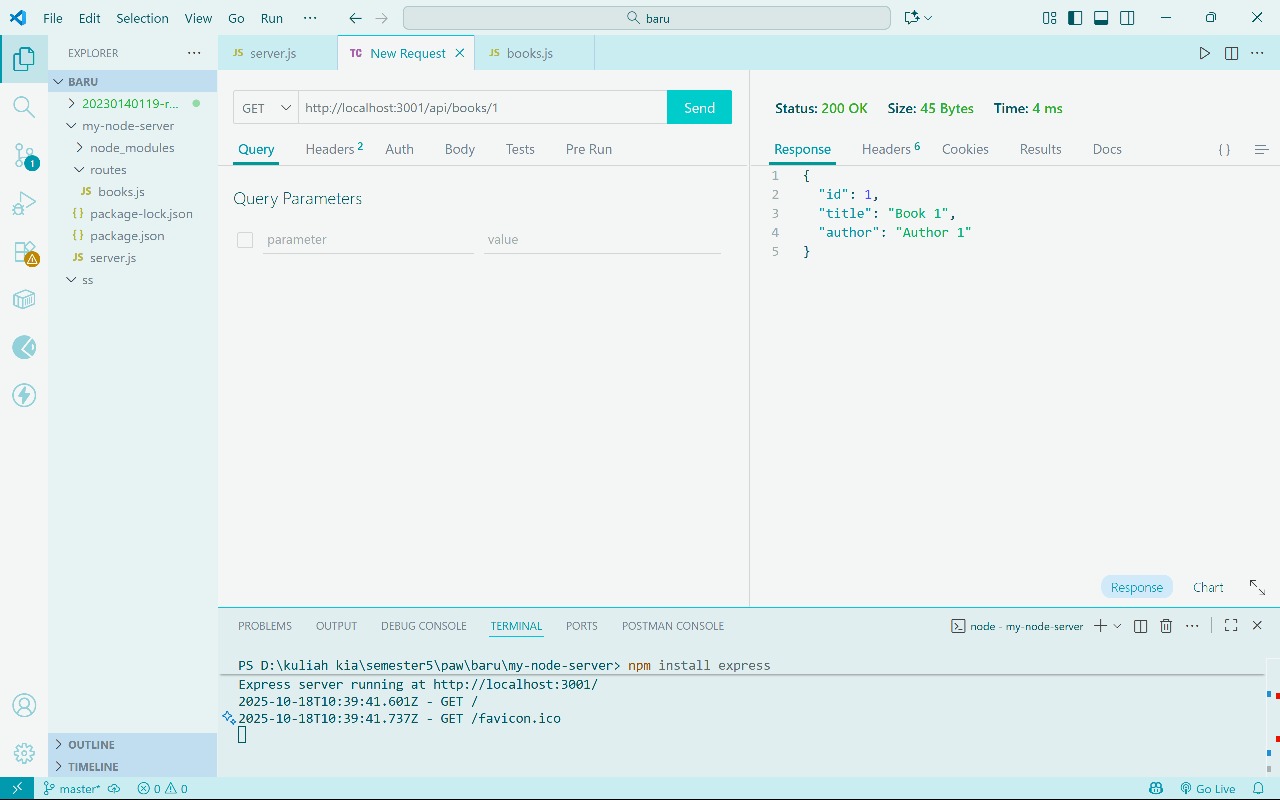 File Edit Selection View Go Run ··· baru
EXPLORER ···
BARU
20230140119-r...
my-node-server
node_modules
routes
JS books.js
{} package-lock.json
{} package.json
JS server.js
ss
OUTLINE
TIMELINE
JS server.js TC New Request JS books.js
GET http://localhost:3001/api/books/1 Send
Query Headers 2 Auth Body Tests Pre Run
Query Parameters
parameter value
Status: 200 OK Size: 45 Bytes Time: 4 ms
Response Headers 6 Cookies Results Docs {}
1 {
2 "id": 1,
3 "title": "Book 1",
4 "author": "Author 1"
5 }
Response Chart
PROBLEMS OUTPUT DEBUG CONSOLE TERMINAL PORTS POSTMAN CONSOLE node - my-node-server ···
PS D:\kuliah kia\semester5\paw\baru\my-node-server> npm install express
Express server running at http://localhost:3001/
2025-10-18T10:39:41.601Z - GET /
2025-10-18T10:39:41.737Z - GET /favicon.ico
1
master* 0 0 Go Live